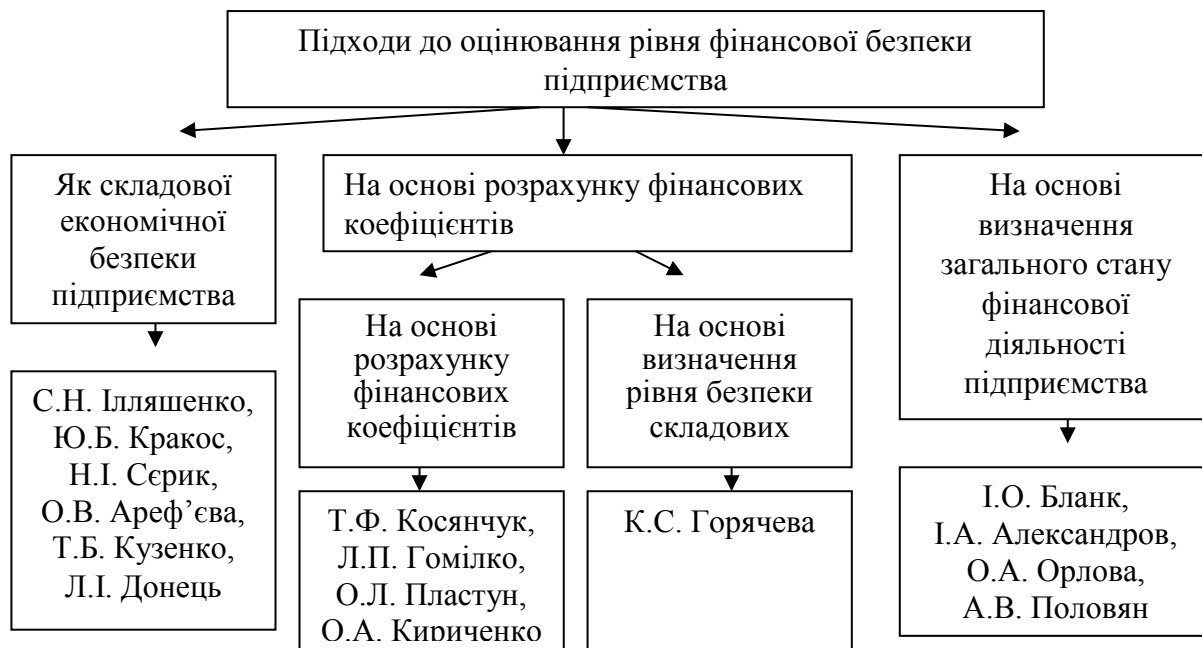 Підходи до оцінювання рівня фінансової безпеки
підприємства
Як складової
економічної
безпеки
підприємства
На основі розрахунку фінансових
коефіцієнтів
На основі
визначення
загального стану
фінансової
діяльності
підприємства
На основі
розрахунку
фінансових
коефіцієнтів
На основі
визначення
рівня безпеки
складових
С.Н. Ілляшенко,
Ю.Б. Кракос,
Н.І. Сєрик,
О.В. Ареф’єва,
Т.Б. Кузенко,
Л.І. Донець
Т.Ф. Косянчук,
Л.П. Гомілко,
О.Л. Пластун,
О.А. Кириченко
К.С. Горячева
І.О. Бланк,
І.А. Александров,
О.А. Орлова,
А.В. Половян